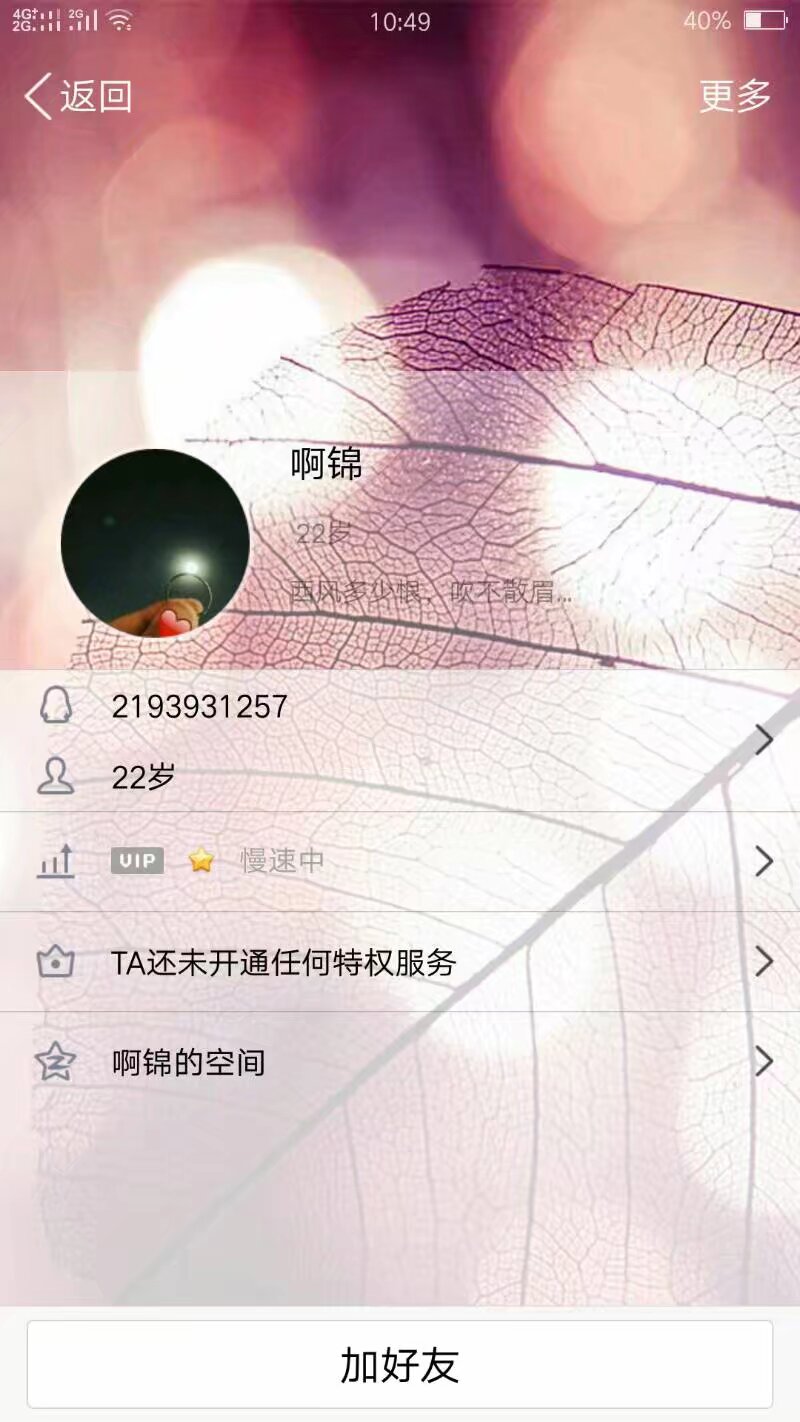 4G+ 2G 2G 10:49 40%
返回 更多
啊锦
22岁
西风多少恨，吹不散眉...
2193931257
22岁
VIP 慢速中
TA还未开通任何特权服务
啊锦的空间
加好友